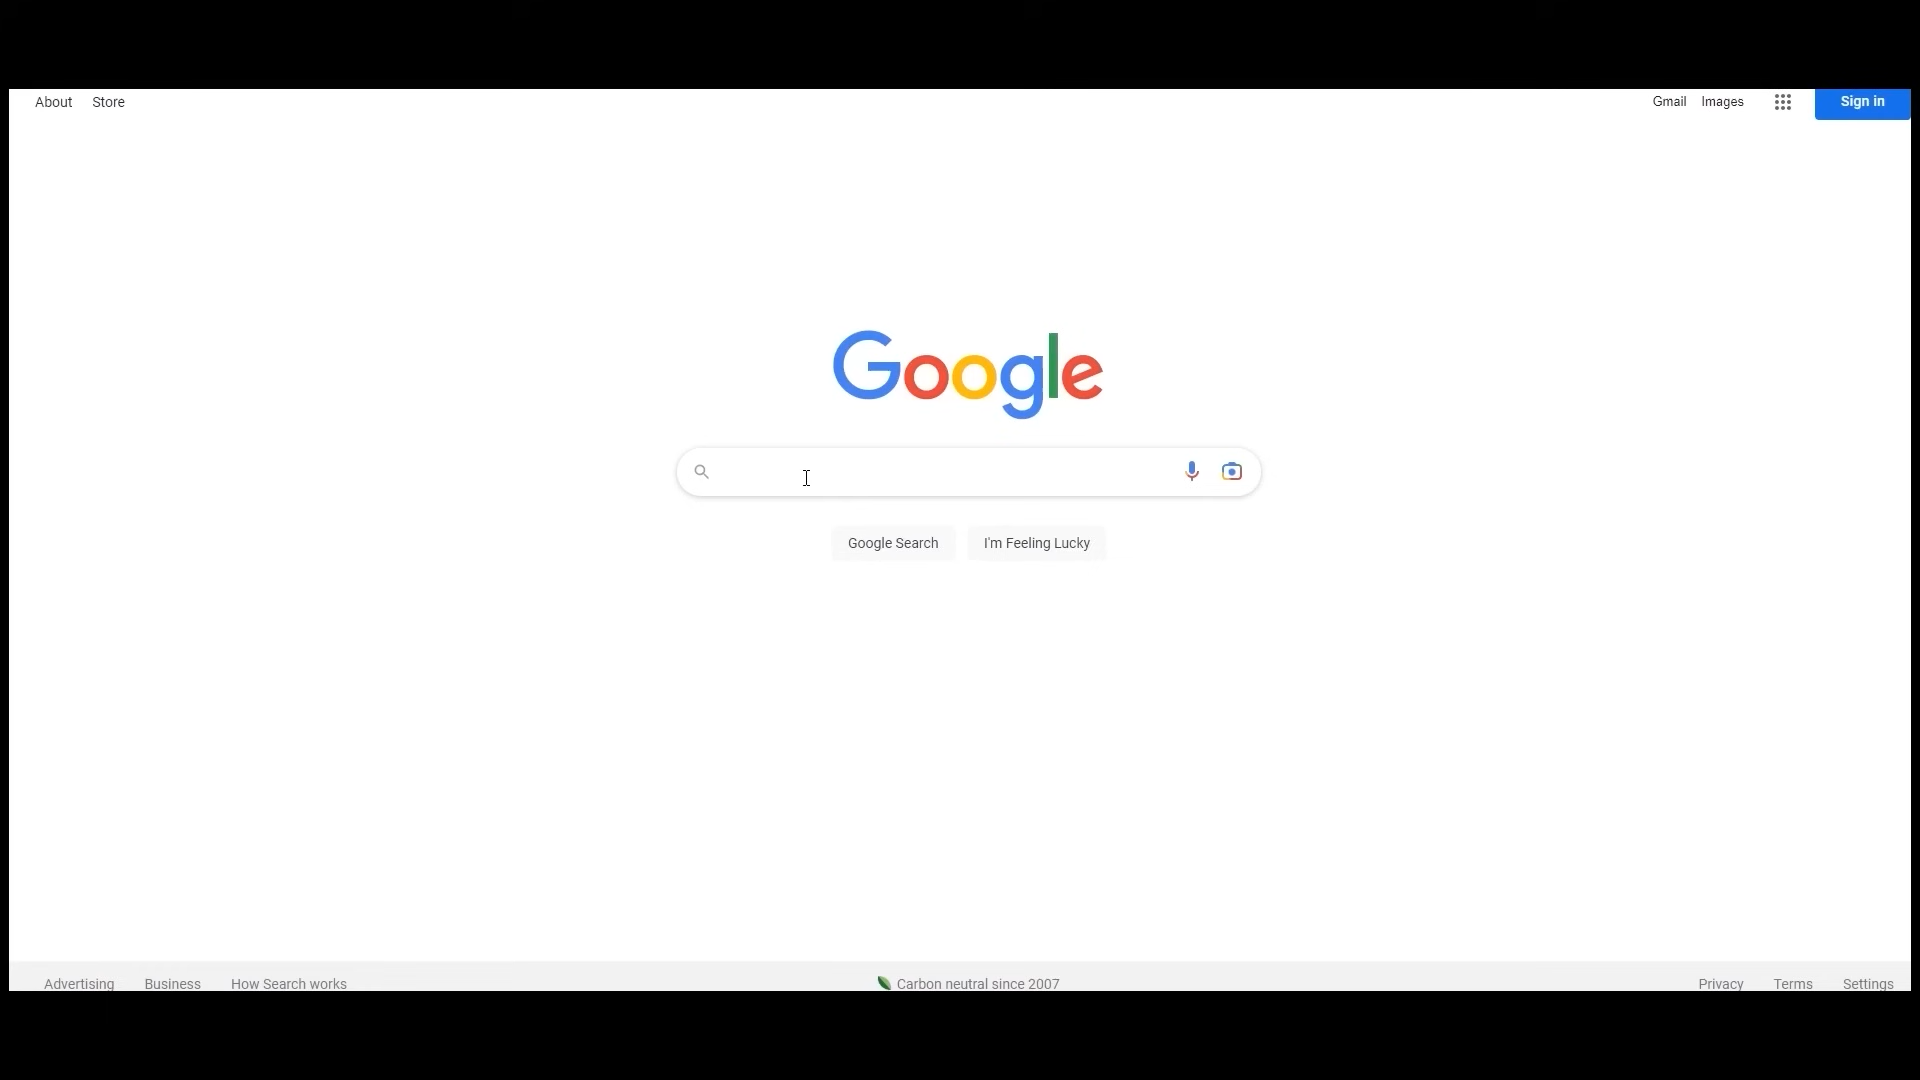 About Store Gmail Images Sign in
Google
Google Search I'm Feeling Lucky
Advertising Business How Search works Carbon neutral since 2007 Privacy Terms Settings